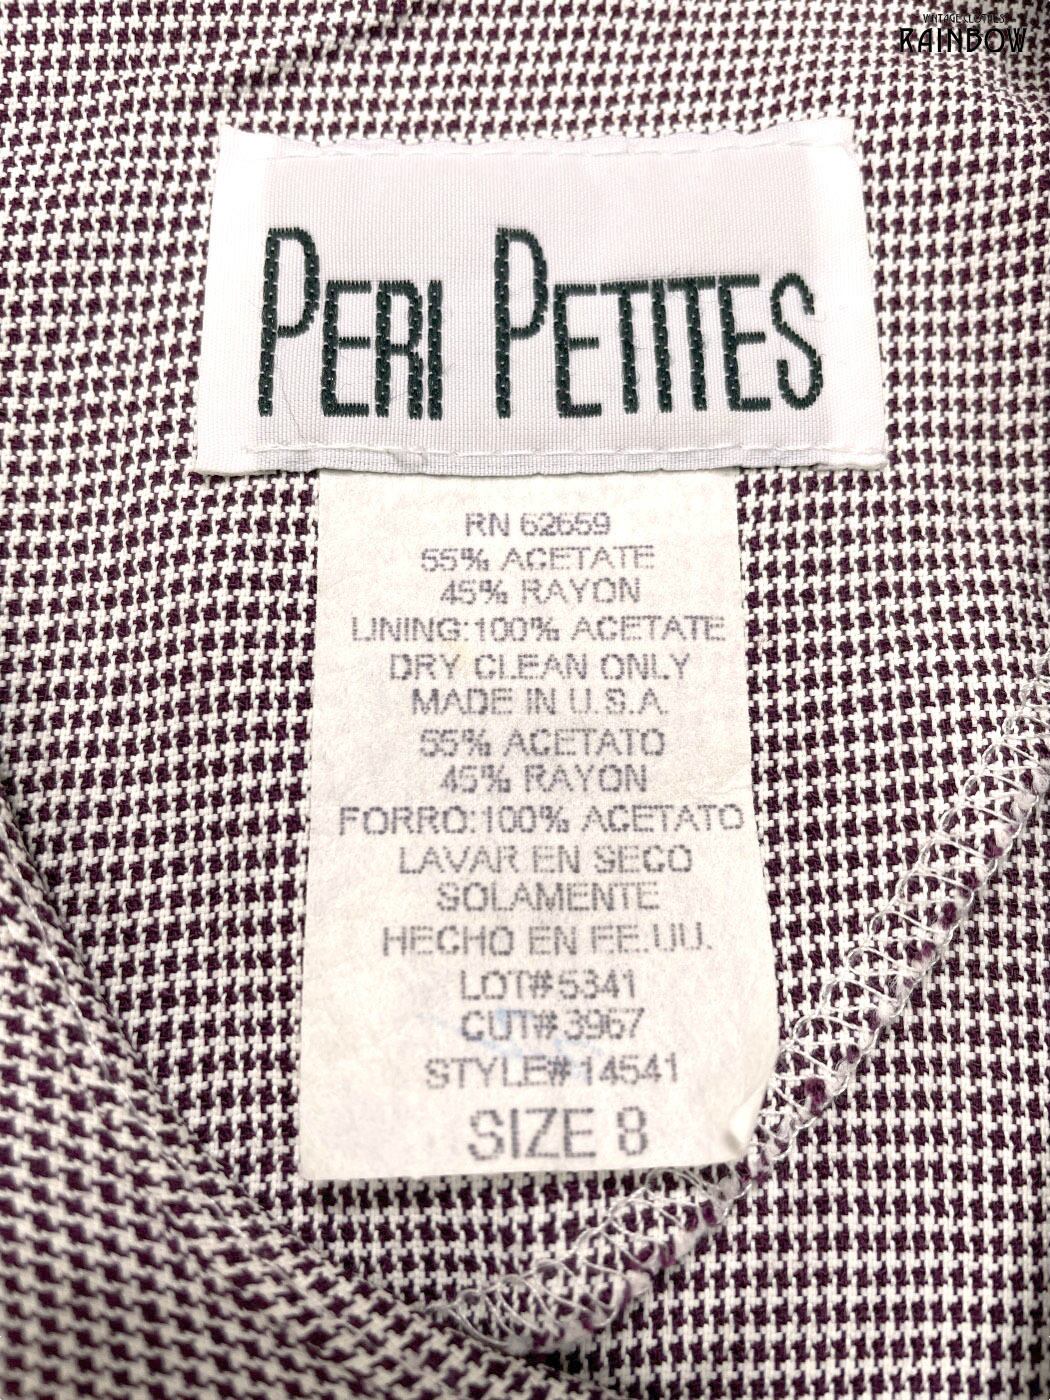 VINTAGE CLOTHES
RAINBOW
PERI PETITES
RN 62659
55% ACETATE
45% RAYON
LINING:100% ACETATE
DRY CLEAN ONLY
MADE IN U.S.A.
55% ACETATO
45% RAYON
FORRO:100% ACETATO
LAVAR EN SECO
SOLAMENTE
HECHO EN EE.UU.
LOT#5341
CUT#3967
STYLE#14541
SIZE 8